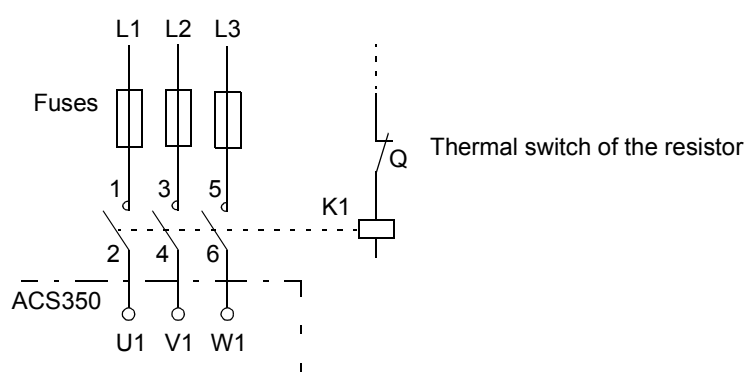 L1 L2 L3
Fuses
Thermal switch of the resistor
Q
1 3 5
K1
2 4 6
ACS350
U1 V1 W1